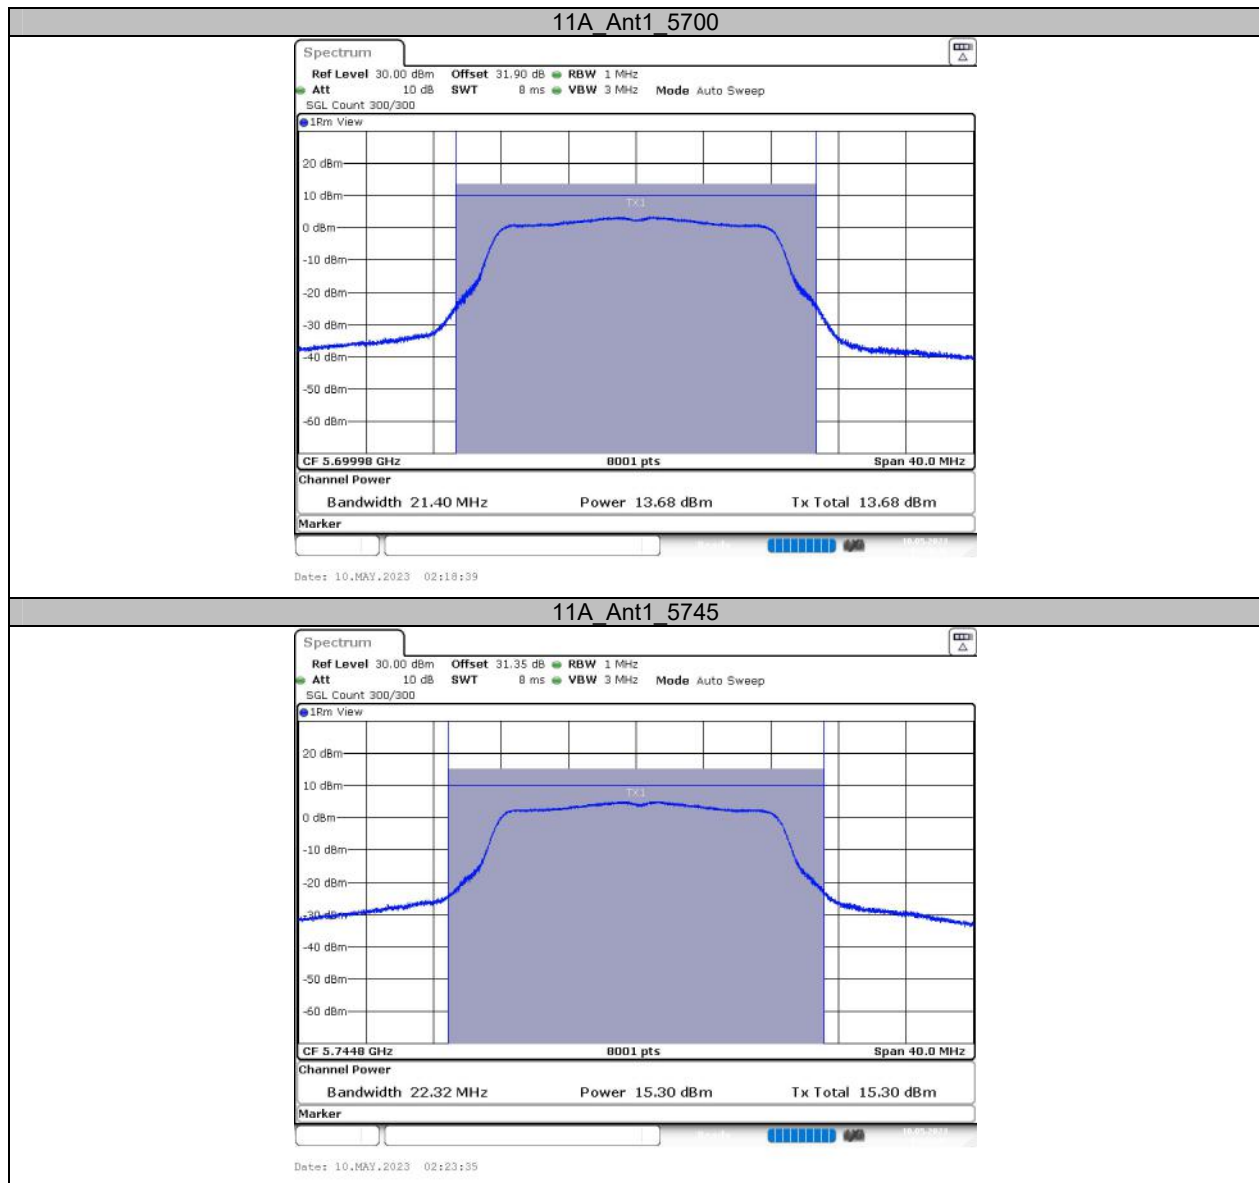 11A_Ant1_5700
Spectrum
Ref Level 30.00 dBm Offset 31.90 dB RBW 1 MHz
Att 10 dB SWT 8 ms VBW 3 MHz Mode Auto Sweep
SGL Count 300/300
1Rm View
20 dBm
10 dBm
TX1
0 dBm
-10 dBm
-20 dBm
-30 dBm
-40 dBm
-50 dBm
-60 dBm
CF 5.69998 GHz 8001 pts Span 40.0 MHz
Channel Power
Bandwidth 21.40 MHz Power 13.68 dBm Tx Total 13.68 dBm
Marker
Date: 10.MAY.2023 02:18:39
11A_Ant1_5745
Spectrum
Ref Level 30.00 dBm Offset 31.35 dB RBW 1 MHz
Att 10 dB SWT 8 ms VBW 3 MHz Mode Auto Sweep
SGL Count 300/300
1Rm View
20 dBm
10 dBm
TX1
0 dBm
-10 dBm
-20 dBm
-30 dBm
-40 dBm
-50 dBm
-60 dBm
CF 5.7448 GHz 8001 pts Span 40.0 MHz
Channel Power
Bandwidth 22.32 MHz Power 15.30 dBm Tx Total 15.30 dBm
Marker
Date: 10.MAY.2023 02:23:35